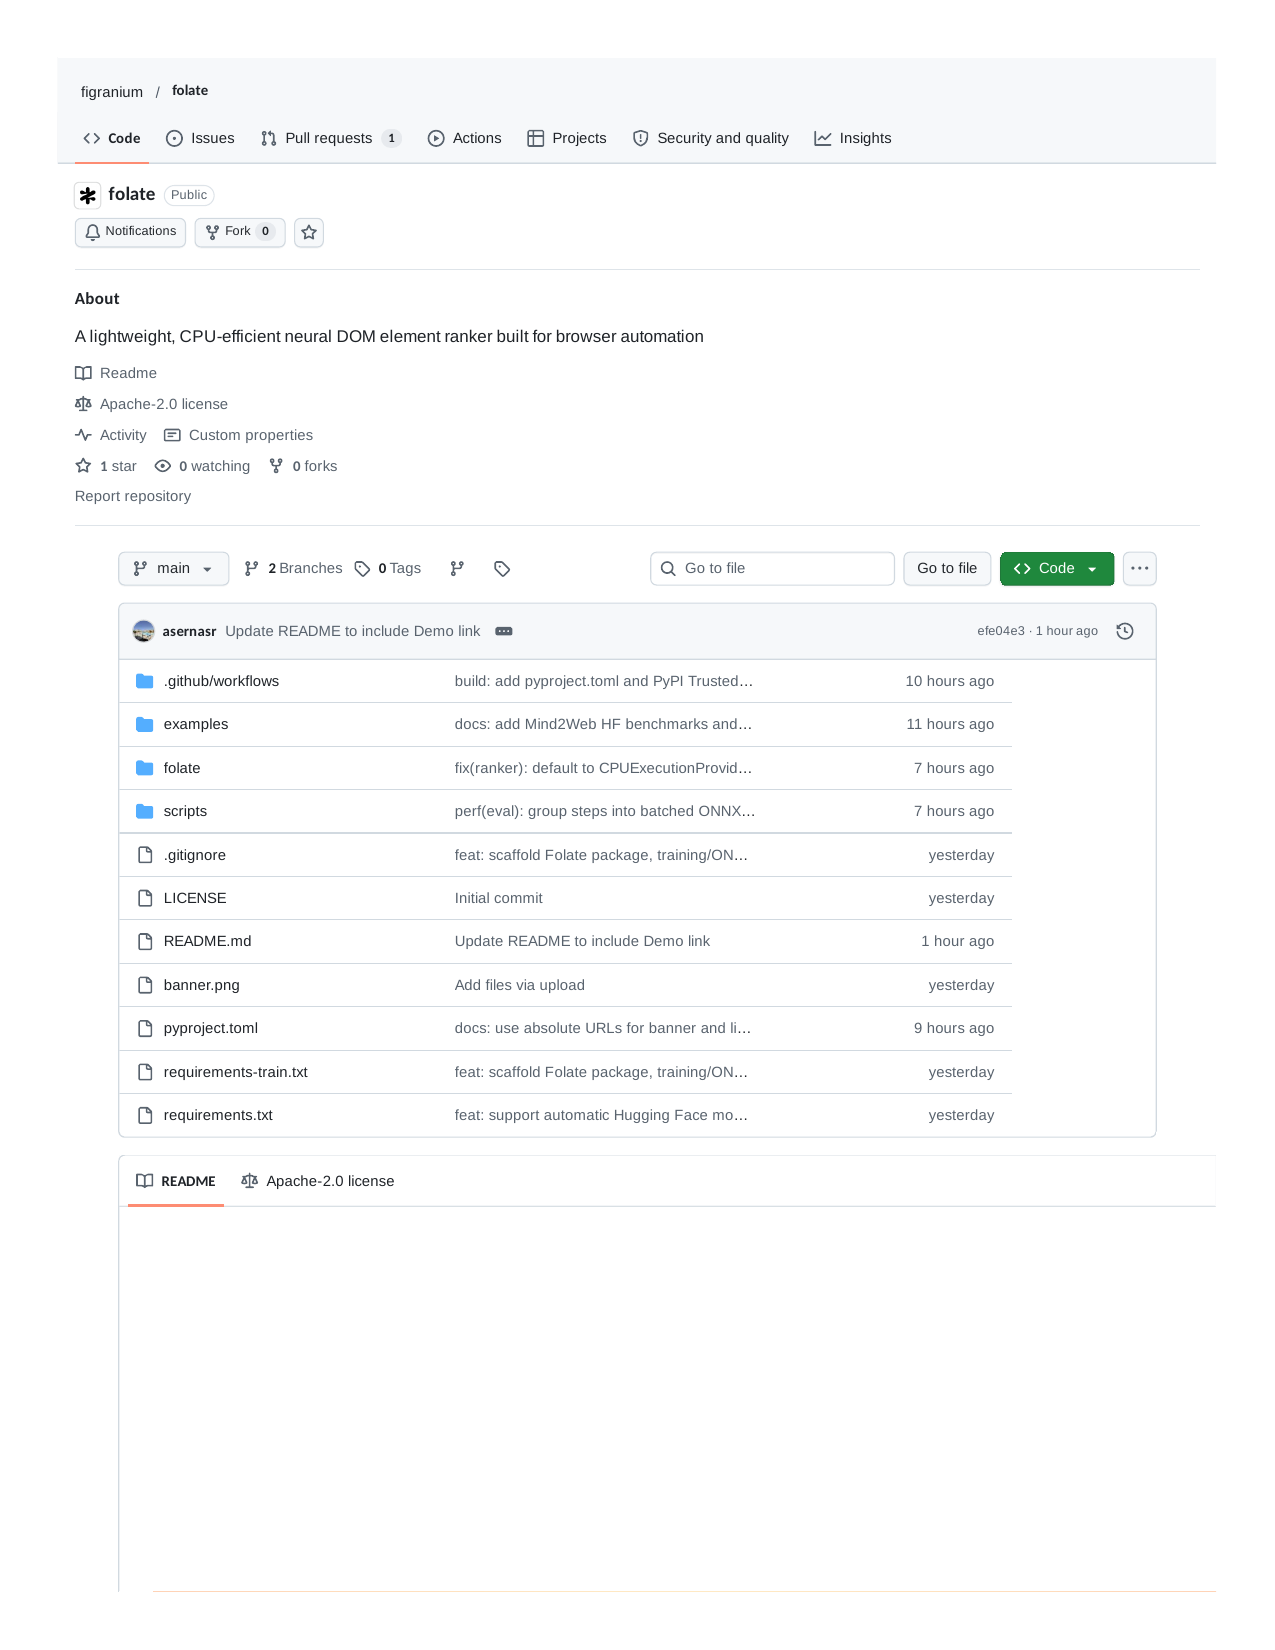 figranium / folate
Code Issues Pull requests 1 Actions Projects Security and quality Insights
folate Public
Notifications Fork 0
About
A lightweight, CPU-efficient neural DOM element ranker built for browser automation
Readme
Apache-2.0 license
Activity Custom properties
1 star 0 watching 0 forks
Report repository
main 2 Branches 0 Tags Go to file Go to file Code
asernasr Update README to include Demo link efe04e3 · 1 hour ago
.github/workflows build: add pyproject.toml and PyPI Trusted… 10 hours ago
examples docs: add Mind2Web HF benchmarks and… 11 hours ago
folate fix(ranker): default to CPUExecutionProvid… 7 hours ago
scripts perf(eval): group steps into batched ONNX… 7 hours ago
.gitignore feat: scaffold Folate package, training/ON… yesterday
LICENSE Initial commit yesterday
README.md Update README to include Demo link 1 hour ago
banner.png Add files via upload yesterday
pyproject.toml docs: use absolute URLs for banner and li… 9 hours ago
requirements-train.txt feat: scaffold Folate package, training/ON… yesterday
requirements.txt feat: support automatic Hugging Face mo… yesterday
README Apache-2.0 license